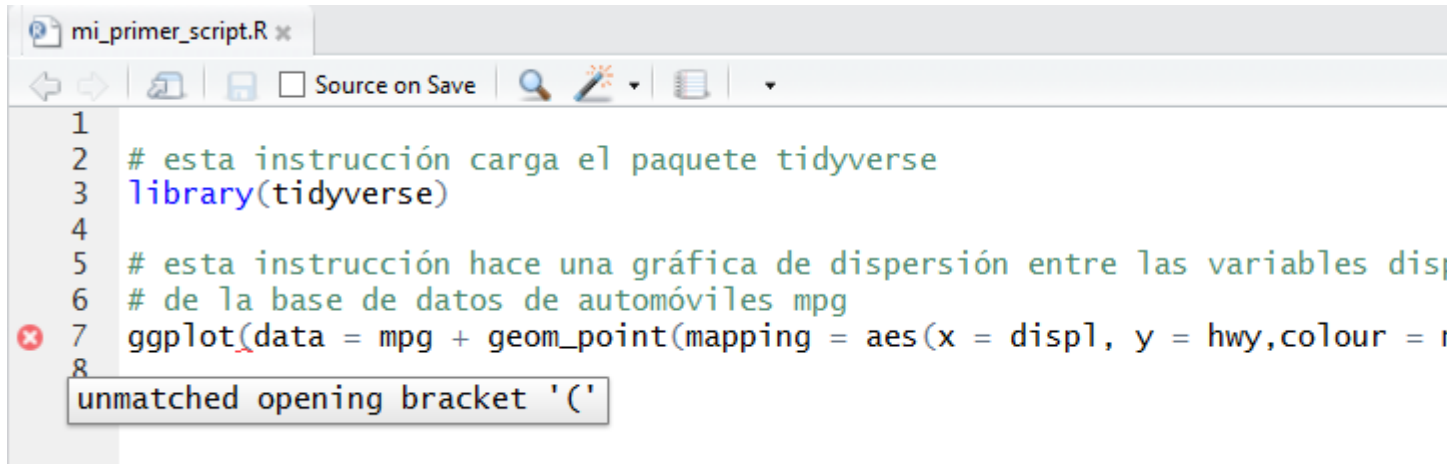 mi_primer_script.R
Source on Save
1
2 # esta instrucción carga el paquete tidyverse
3 library(tidyverse)
4
5 # esta instrucción hace una gráfica de dispersión entre las variables
6 # de la base de datos de automóviles mpg
7 ggplot(data = mpg + geom_point(mapping = aes(x = displ, y = hwy,colour =
8
unmatched opening bracket '('